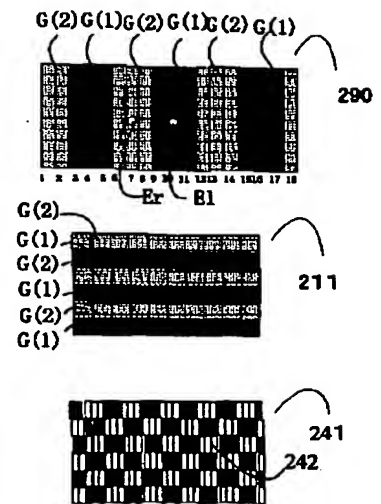 G(2) G(1) G(2) G(1) G(2) G(1)
290
1 2 3 4 5 6 7 8 9 10 11 12 13 14 15 16 17 18
Er El
G(2)
G(1)
G(2)
G(1)
G(2)
G(1)
211
241
242